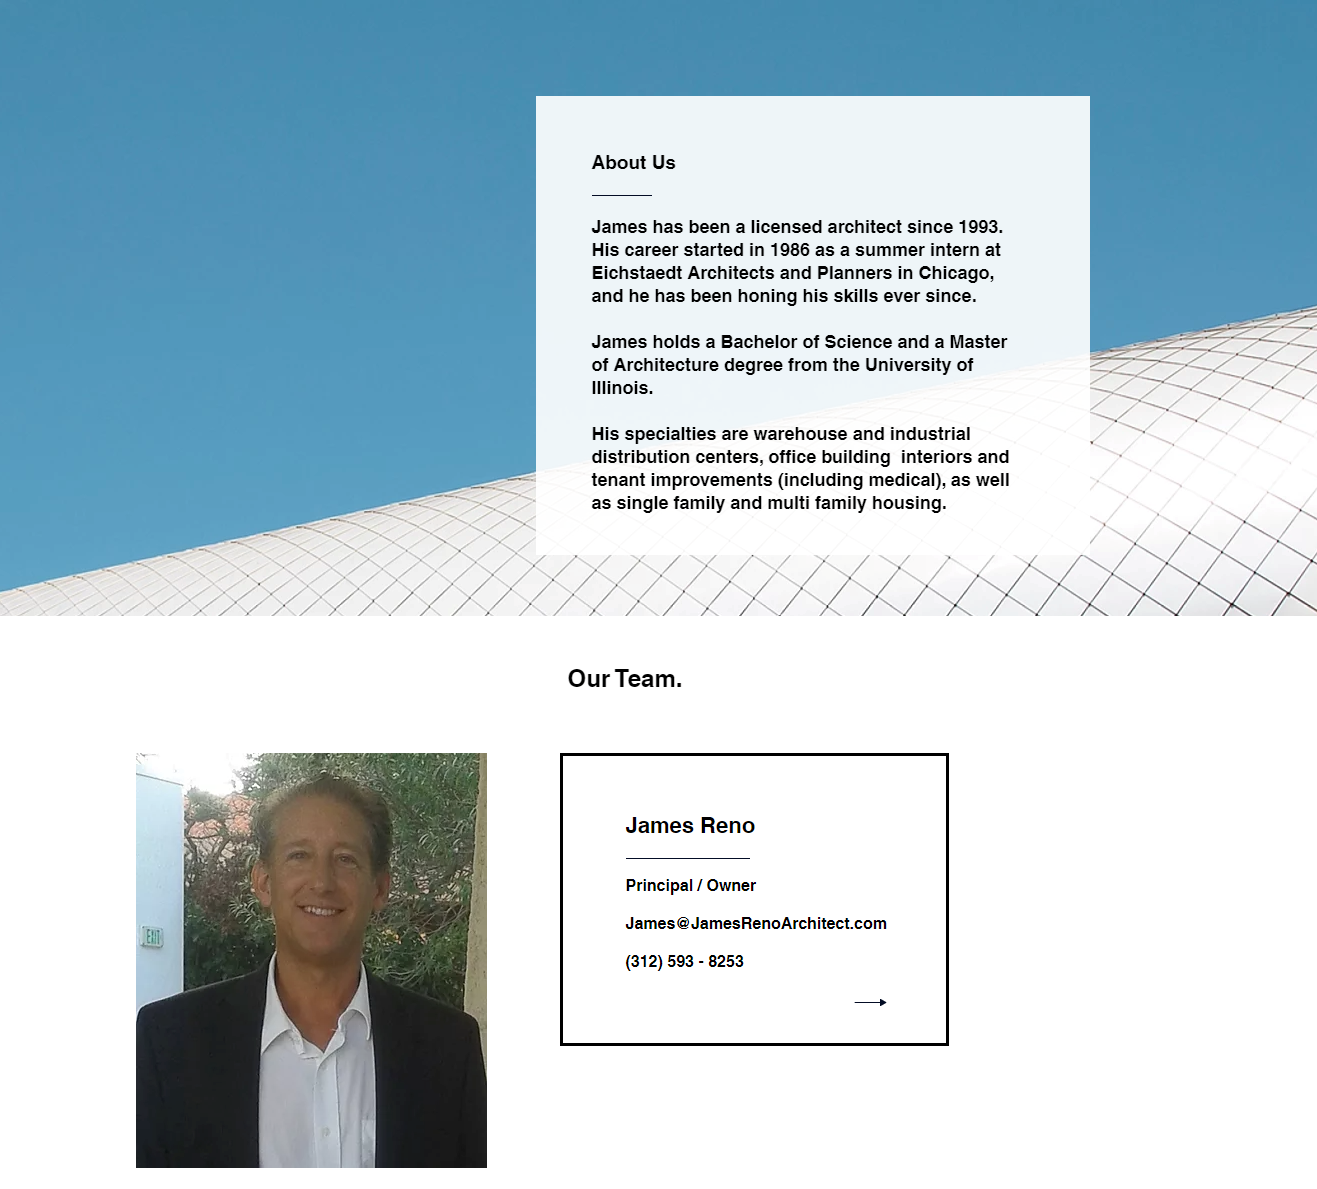 About Us
James has been a licensed architect since 1993.
His career started in 1986 as a summer intern at
Eichstaedt Architects and Planners in Chicago,
and he has been honing his skills ever since.
James holds a Bachelor of Science and a Master
of Architecture degree from the University of
Illinois.
His specialties are warehouse and industrial
distribution centers, office building  interiors and
tenant improvements (including medical), as well
as single family and multi family housing.
Our Team.
EXIT
James Reno
Principal / Owner
James@JamesRenoArchitect.com
(312) 593 - 8253